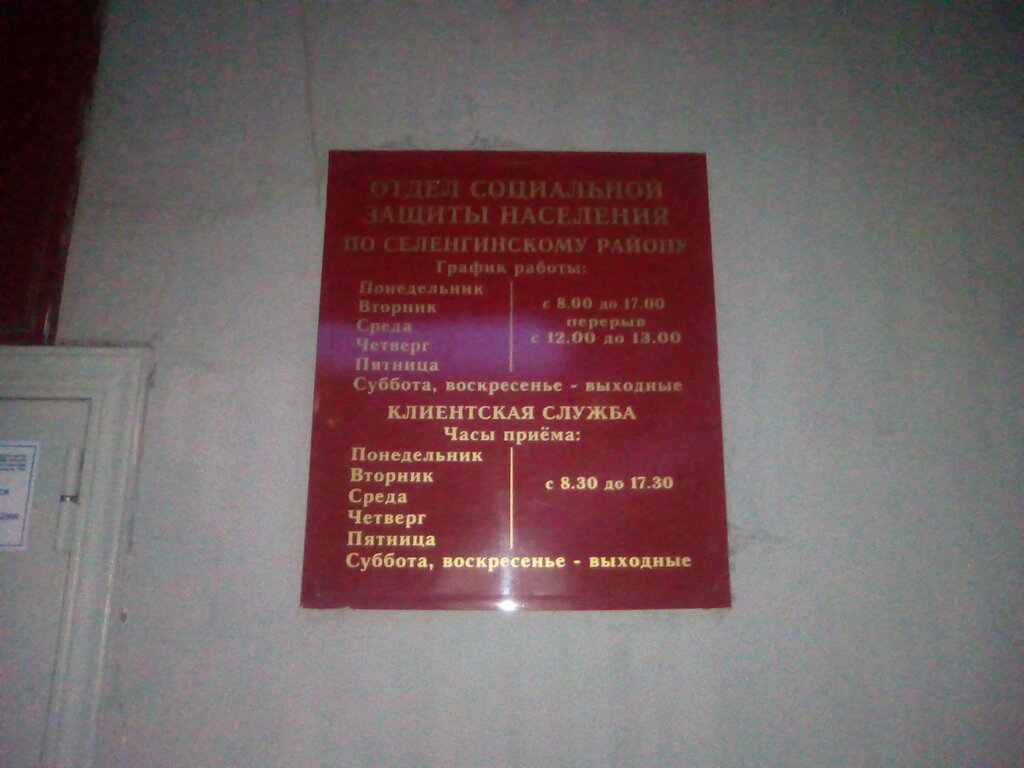 ОТДЕЛ СОЦИАЛЬНОЙ
ЗАЩИТЫ НАСЕЛЕНИЯ
ПО СЕЛЕНГИНСКОМУ РАЙОНУ
График работы:
Понедельник
Вторник
Среда
Четверг
Пятница
с 8.00 до 17.00
перерыв
с 12.00 до 13.00
Суббота, воскресенье - выходные
КЛИЕНТСКАЯ СЛУЖБА
Часы приёма:
Понедельник
Вторник
Среда
Четверг
Пятница
с 8.30 до 17.30
Суббота, воскресенье - выходные